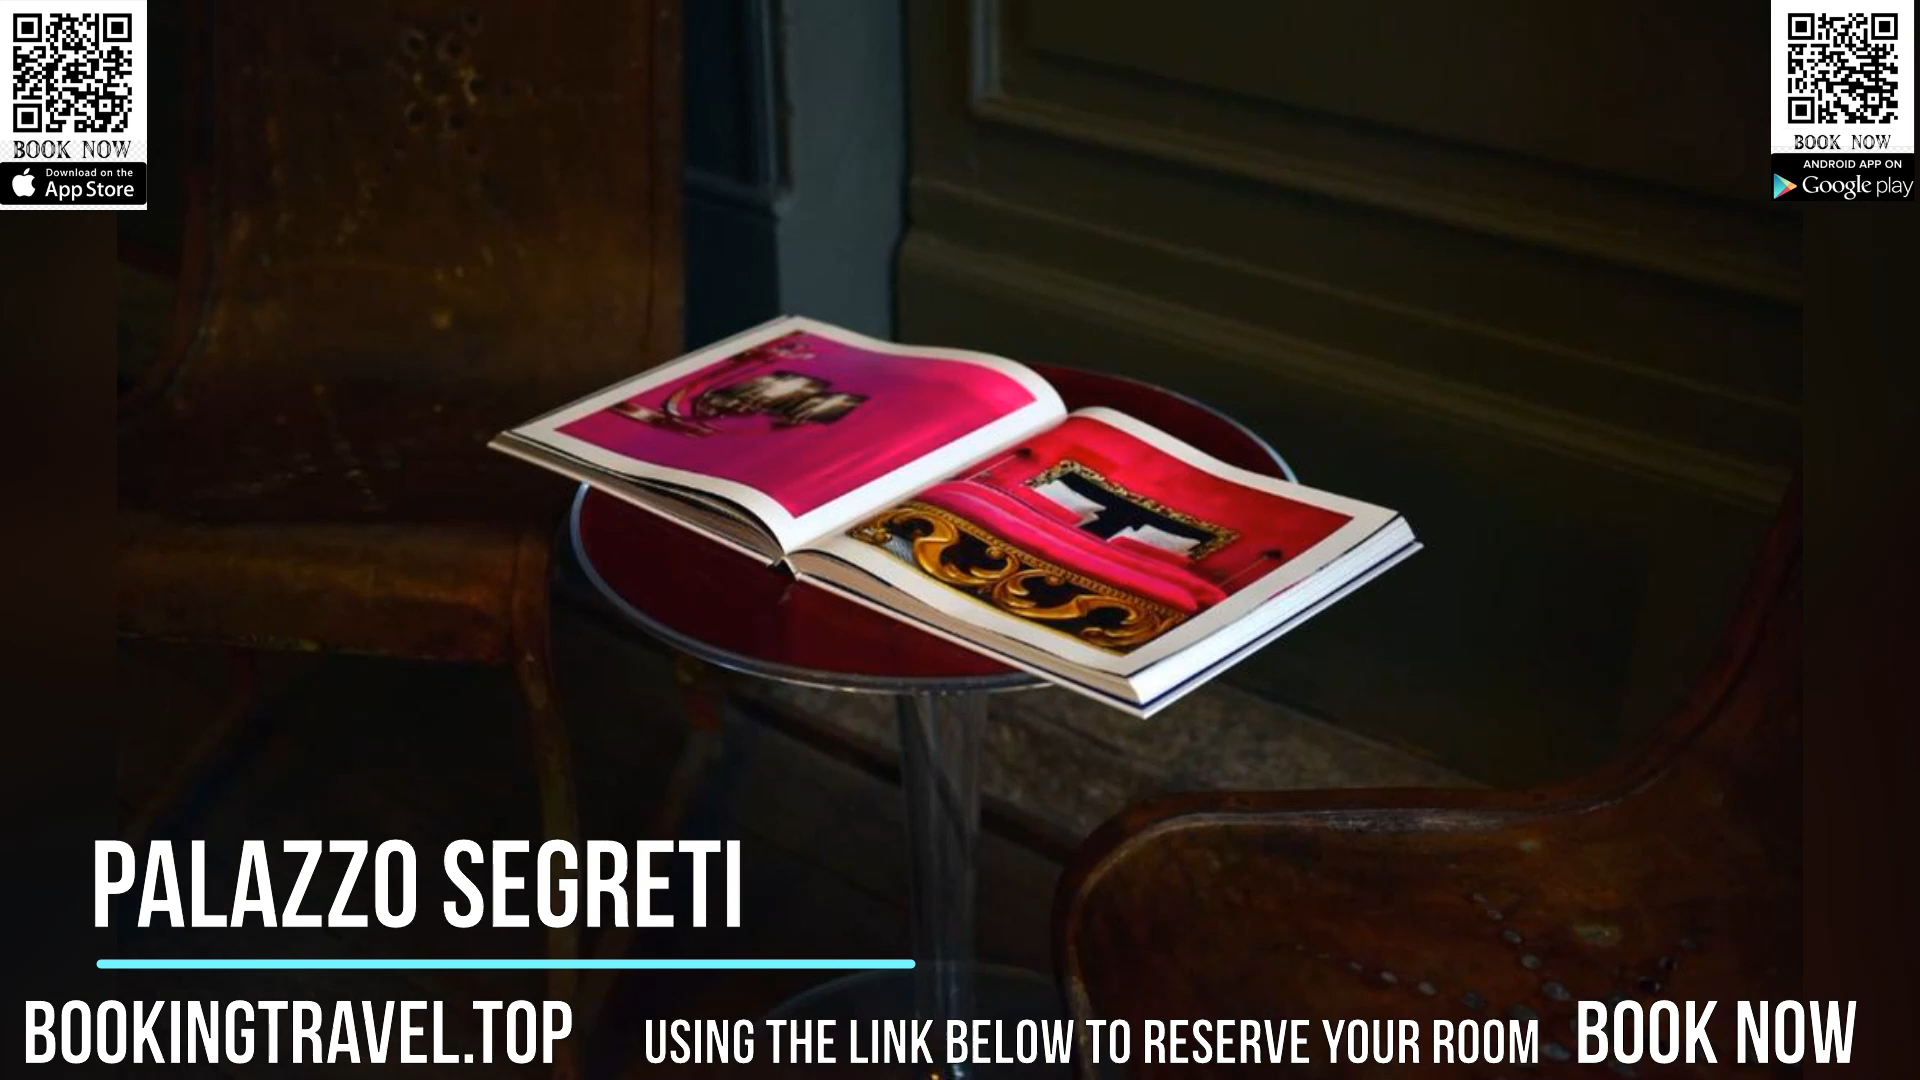 BOOK NOW
Download on the
App Store
BOOK NOW
ANDROID APP ON
Google play
PALAZZO SEGRETI
BOOKINGTRAVEL.TOP
USING THE LINK BELOW TO RESERVE YOUR ROOM
BOOK NOW